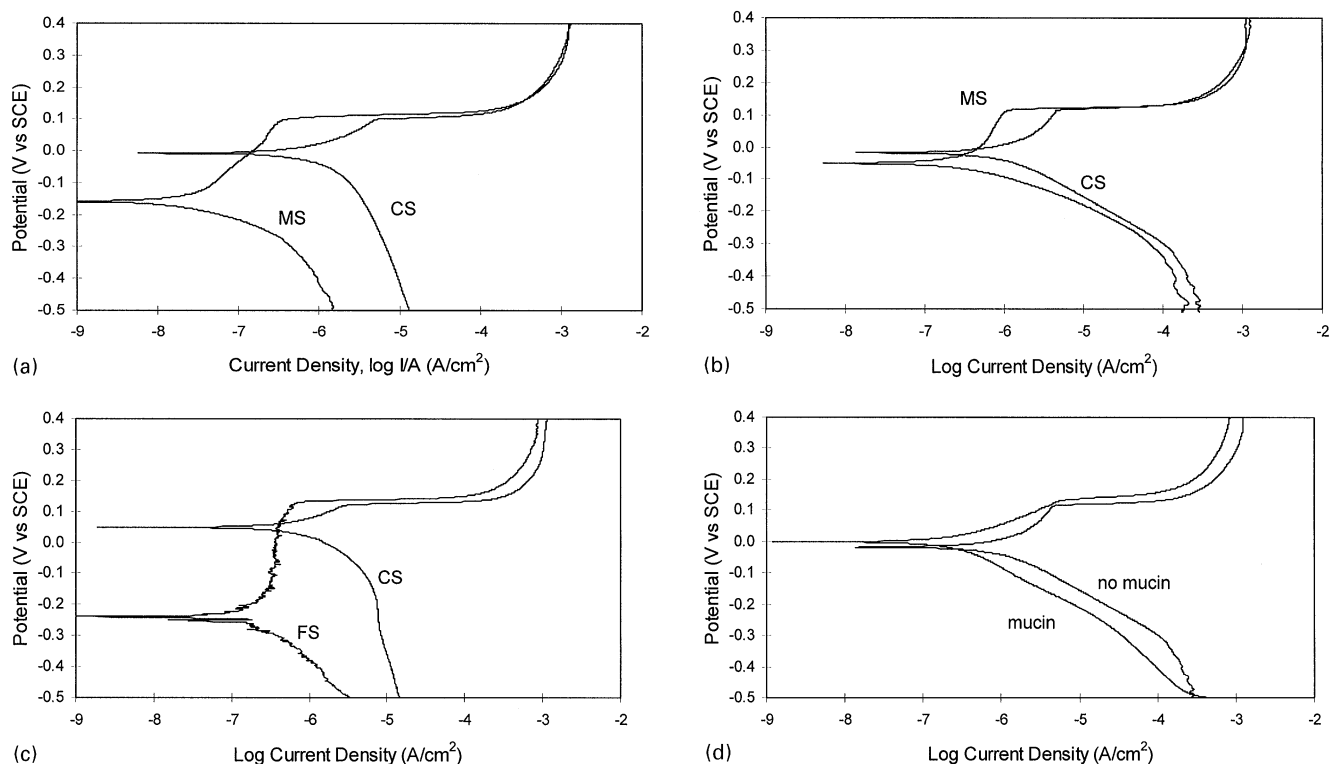 0.4
0.3
0.2
0.1
0.0
-0.1
-0.2
-0.3
-0.4
-0.5
Potential (V vs SCE)
MS
CS
-9 -8 -7 -6 -5 -4 -3 -2
(a)
Current Density, log I/A (A/cm²)
0.4
0.3
0.2
0.1
0.0
-0.1
-0.2
-0.3
-0.4
-0.5
Potential (V vs SCE)
MS
CS
-9 -8 -7 -6 -5 -4 -3 -2
(b)
Log Current Density (A/cm²)
0.4
0.3
0.2
0.1
0.0
-0.1
-0.2
-0.3
-0.4
-0.5
Potential (V vs SCE)
CS
FS
-9 -8 -7 -6 -5 -4 -3 -2
(c)
Log Current Density (A/cm²)
0.4
0.3
0.2
0.1
0.0
-0.1
-0.2
-0.3
-0.4
-0.5
Potential (V vs SCE)
no mucin
mucin
-9 -8 -7 -6 -5 -4 -3 -2
(d)
Log Current Density (A/cm²)